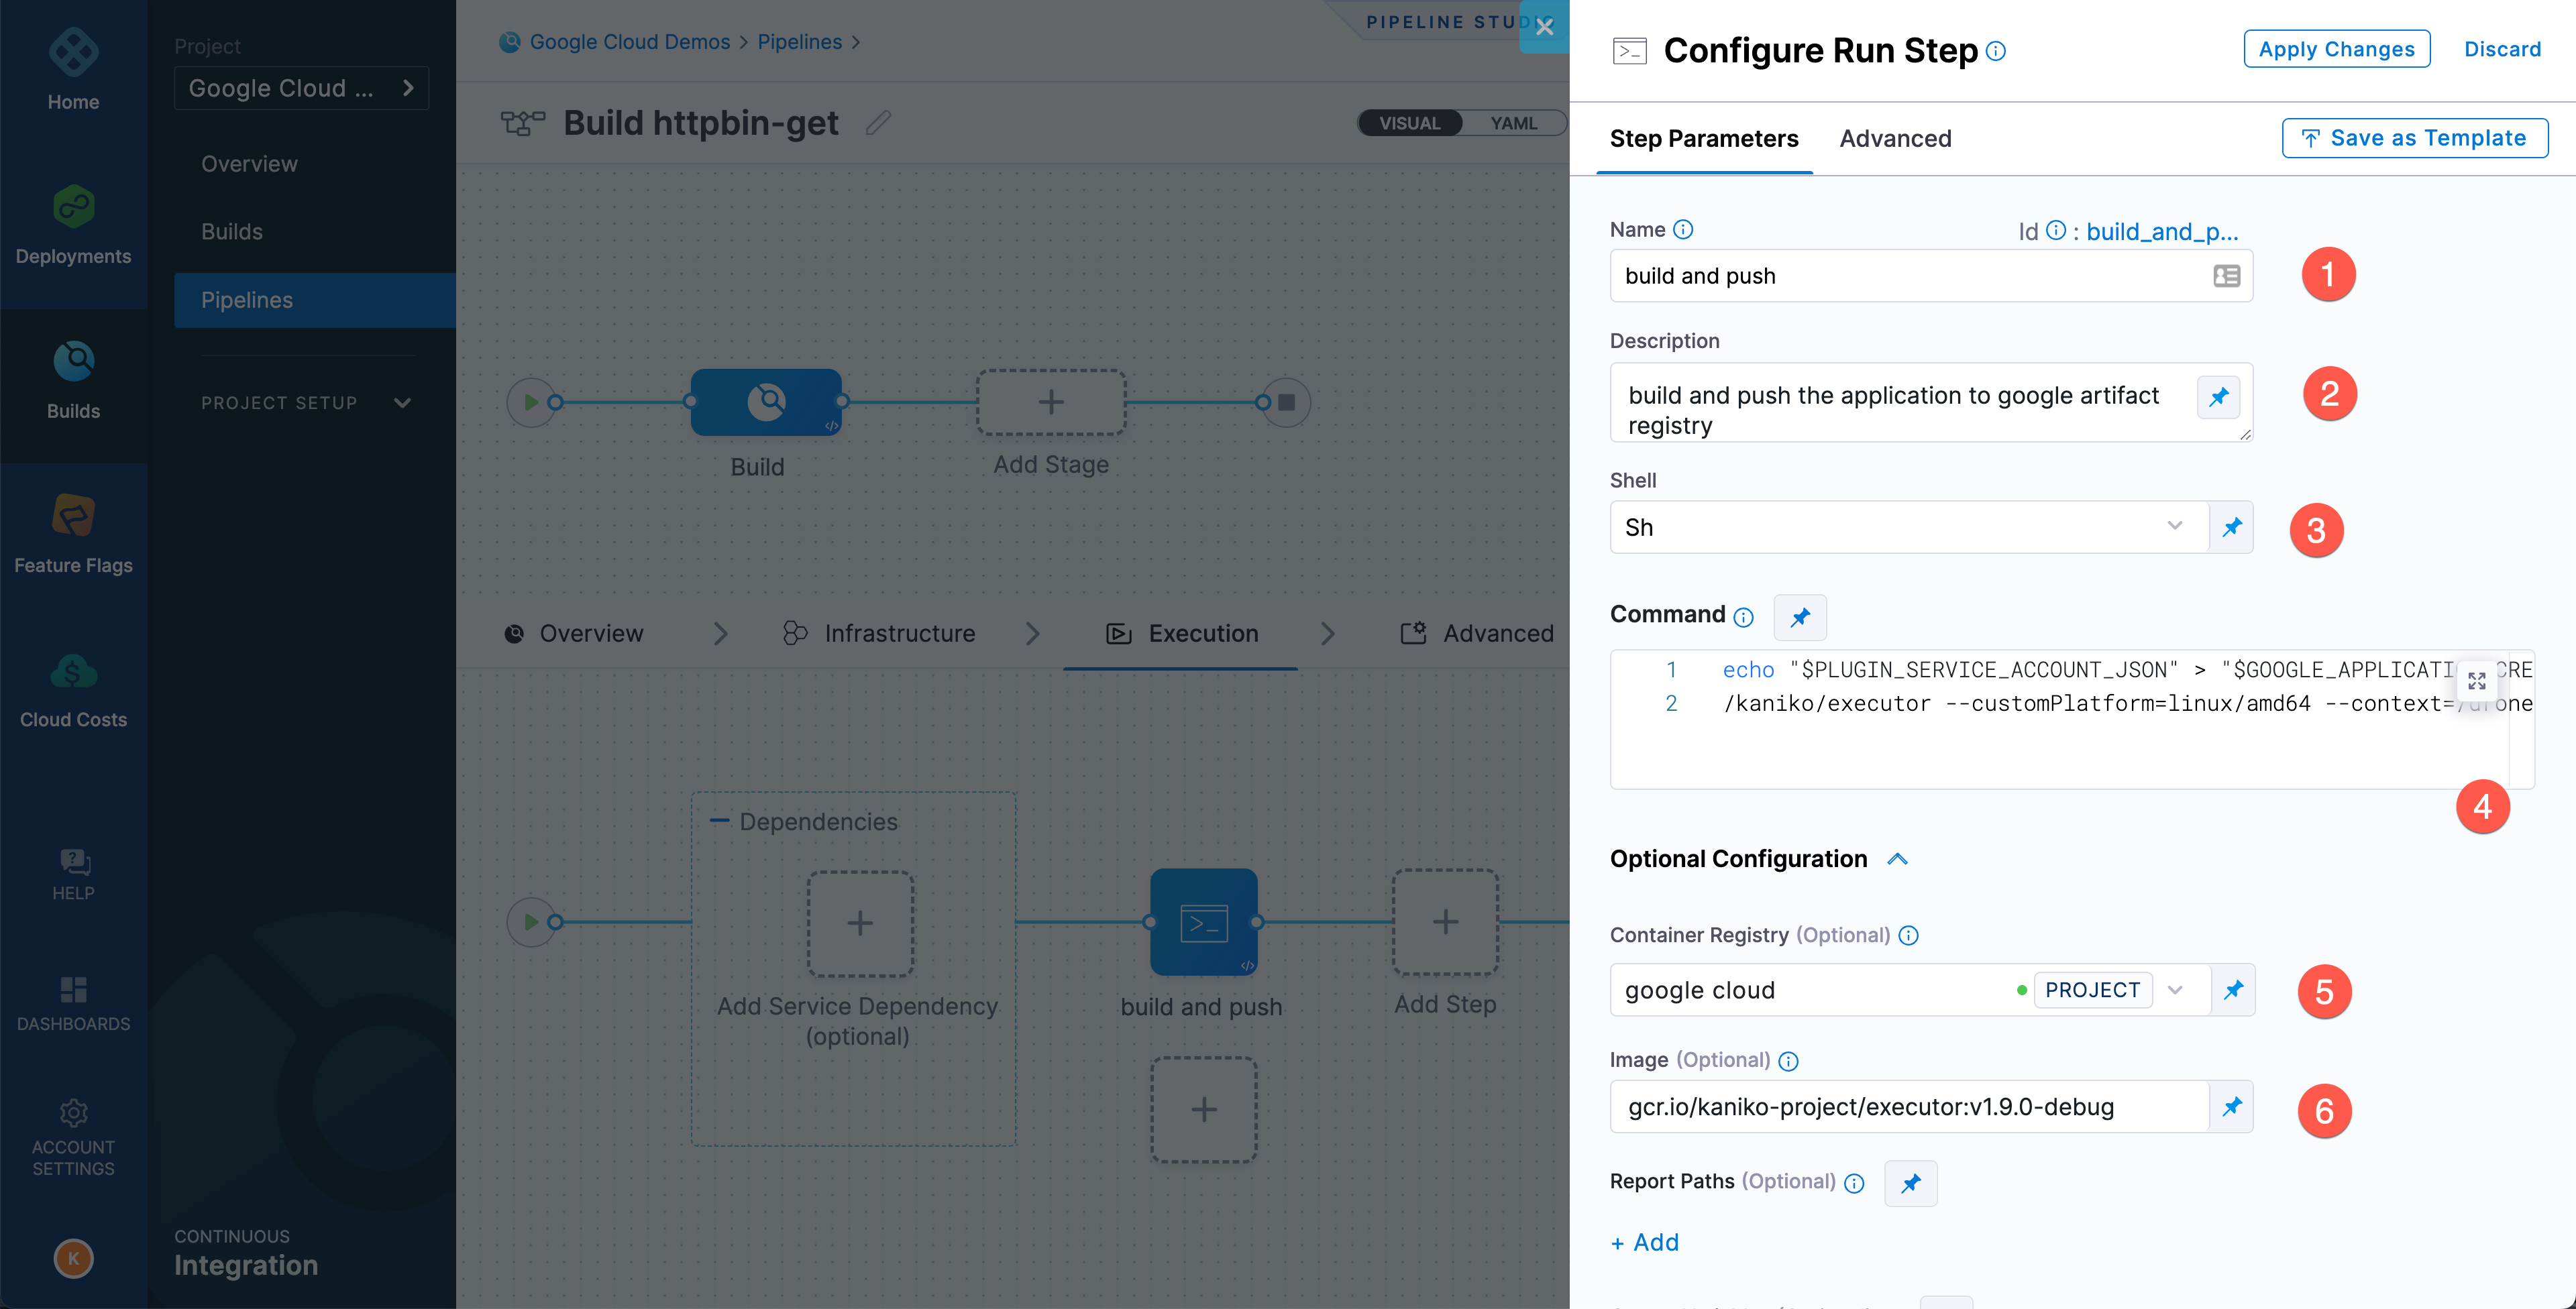 Home
Deployments
Builds
Feature Flags
Cloud Costs
HELP
DASHBOARDS
ACCOUNT
SETTINGS
K
Project
Google Cloud ...
Overview
Builds
Pipelines
PROJECT SETUP
CONTINUOUS
Integration
Google Cloud Demos > Pipelines >
PIPELINE
Build httpbin-get
VISUAL
YAML
Build
Add Stage
Overview
Infrastructure
Execution
Advanced
Dependencies
Add Service Dependency
(optional)
build and push
Add Step
Configure Run Step
Apply Changes
Discard
Step Parameters
Advanced
Save as Template
Name
Id : build_and_p...
build and push
1
Description
build and push the application to google artifact
registry
2
Shell
Sh
3
Command
1 echo "$PLUGIN_SERVICE_ACCOUNT_JSON" > "$GOOGLE_APPLICATI CRE
2 /kaniko/executor --customPlatform=linux/amd64 --context=/drone
4
Optional Configuration
Container Registry (Optional)
google cloud
PROJECT
5
Image (Optional)
gcr.io/kaniko-project/executor:v1.9.0-debug
6
Report Paths (Optional)
+ Add